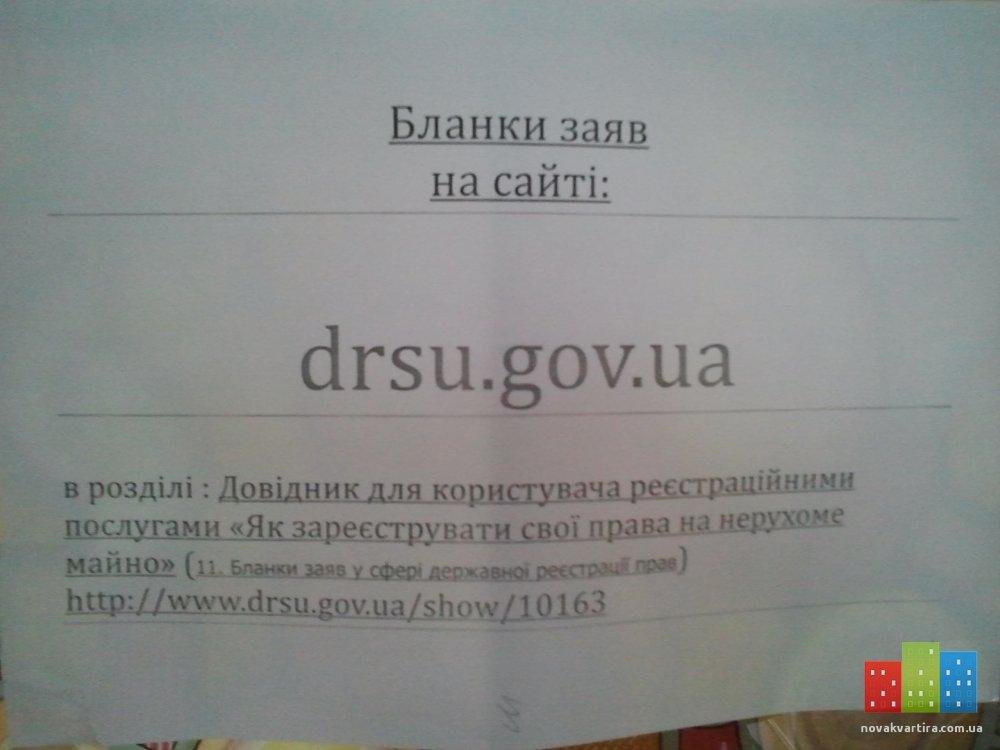 Бланки заяв
на сайті:
drsu.gov.ua
в розділі : Довідник для користувача реєстраційними
послугами «Як зареєструвати свої права на нерухоме
майно» (11. Бланки заяв у сфері державної реєстрації прав)
http://www.drsu.gov.ua/show/10163
novakvartira.com.ua